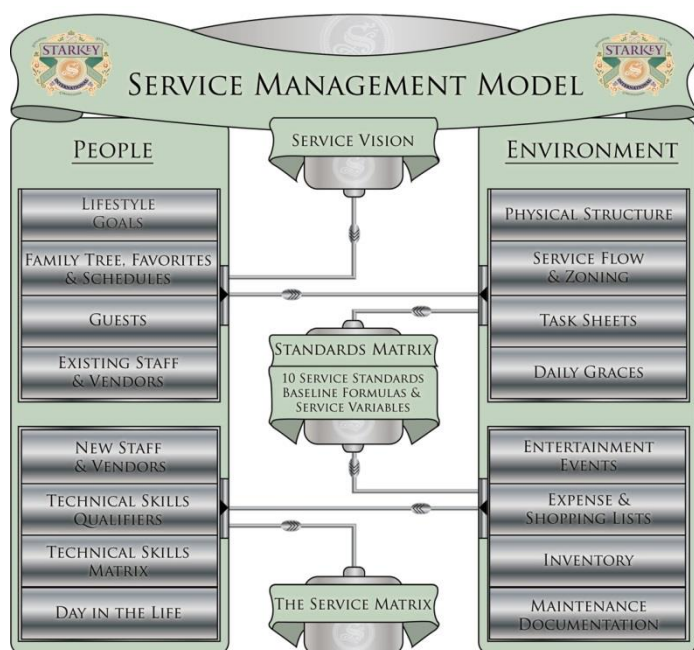 STARKEY
STARKEY
SERVICE MANAGEMENT MODEL
PEOPLE
LIFESTYLE
GOALS
FAMILY TREE, FAVORITES
& SCHEDULES
GUESTS
EXISTING STAFF
& VENDORS
NEW STAFF
& VENDORS
TECHNICAL SKILLS
QUALIFIERS
TECHNICAL SKILLS
MATRIX
DAY IN THE LIFE
SERVICE VISION
STANDARDS MATRIX
10 SERVICE STANDARDS
BASELINE FORMULAS &
SERVICE VARIABLES
THE SERVICE MATRIX
ENVIRONMENT
PHYSICAL STRUCTURE
SERVICE FLOW
& ZONING
TASK SHEETS
DAILY GRACES
ENTERTAINMENT
EVENTS
EXPENSE &
SHOPPING LISTS
INVENTORY
MAINTENANCE
DOCUMENTATION